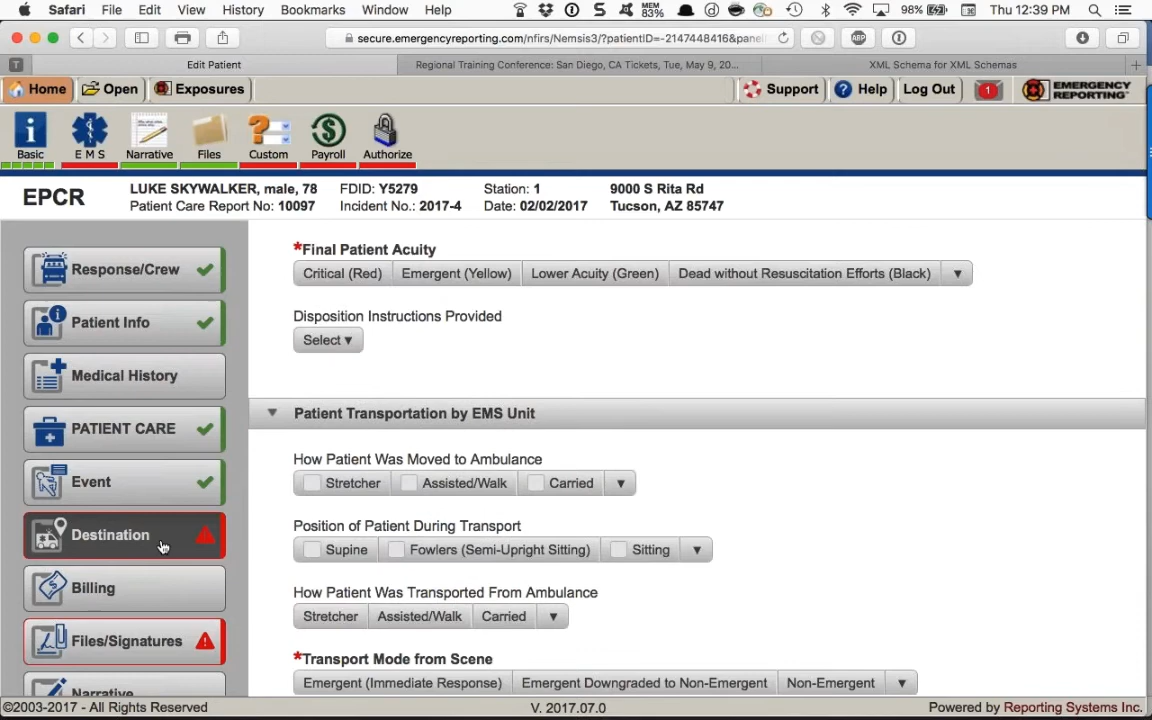 Safari File Edit View History Bookmarks Window Help MEM 83% 98% Thu 12:39 PM
secure.emergencyreporting.com/nfirs/Nemsis3/?patientID=-2147448416&pane
T Edit Patient Regional Training Conference: San Diego, CA Tickets, Tue, May 9, 20... XML Schema for XML Schemas
Home Open Exposures Support Help Log Out 1 EMERGENCY REPORTING
Basic EMS Narrative Files Custom Payroll Authorize
EPCR
LUKE SKYWALKER, male, 78 FDID: Y5279 Station: 1 9000 S Rita Rd
Patient Care Report No: 10097 Incident No.: 2017-4 Date: 02/02/2017 Tucson, AZ 85747
Response/Crew
Patient Info
Medical History
PATIENT CARE
Event
Destination
Billing
Files/Signatures
Narrative
*Final Patient Acuity
Critical (Red) Emergent (Yellow) Lower Acuity (Green) Dead without Resuscitation Efforts (Black) ▼
Disposition Instructions Provided
Select ▼
▼ Patient Transportation by EMS Unit
How Patient Was Moved to Ambulance
Stretcher Assisted/Walk Carried ▼
Position of Patient During Transport
Supine Fowlers (Semi-Upright Sitting) Sitting ▼
How Patient Was Transported From Ambulance
Stretcher Assisted/Walk Carried ▼
*Transport Mode from Scene
Emergent (Immediate Response) Emergent Downgraded to Non-Emergent Non-Emergent ▼
©2003-2017 - All Rights Reserved V. 2017.07.0 Powered by Reporting Systems Inc.